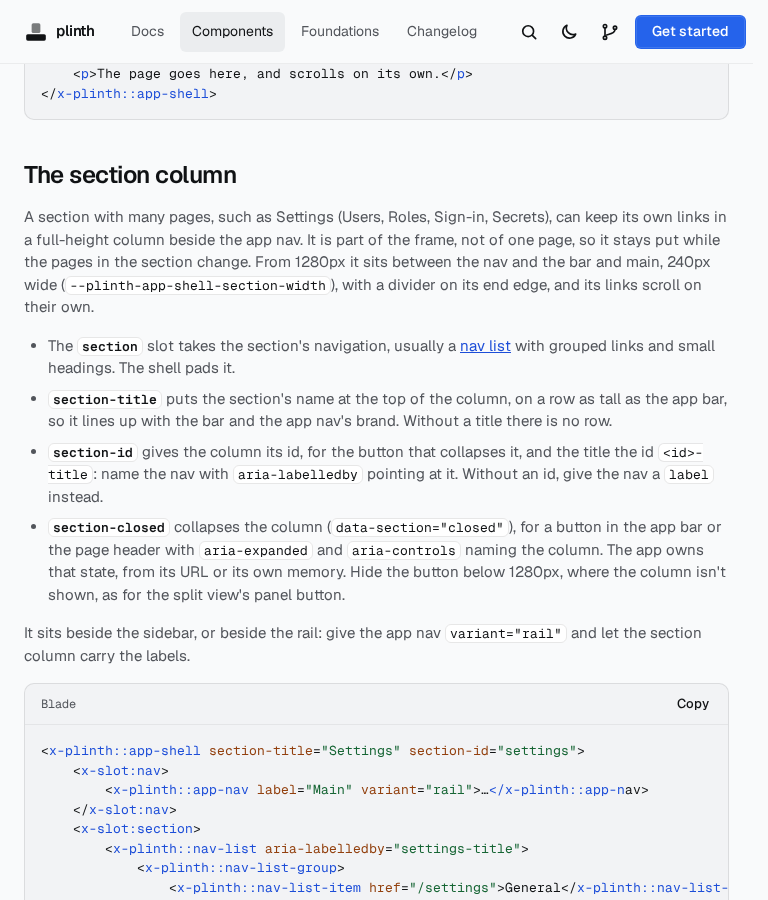 plinth Docs Components Foundations Changelog Get started
<p>The page goes here, and scrolls on its own.</p>
</x-plinth::app-shell>
The section column
A section with many pages, such as Settings (Users, Roles, Sign-in, Secrets), can keep its own links in
a full-height column beside the app nav. It is part of the frame, not of one page, so it stays put while
the pages in the section change. From 1280px it sits between the nav and the bar and main, 240px
wide (--plinth-app-shell-section-width), with a divider on its end edge, and its links scroll on
their own.
• The section slot takes the section's navigation, usually a nav list with grouped links and small
headings. The shell pads it.
• section-title puts the section's name at the top of the column, on a row as tall as the app bar,
so it lines up with the bar and the app nav's brand. Without a title there is no row.
• section-id gives the column its id, for the button that collapses it, and the title the id <id>-
title: name the nav with aria-labelledby pointing at it. Without an id, give the nav a label
instead.
• section-closed collapses the column (data-section="closed"), for a button in the app bar or
the page header with aria-expanded and aria-controls naming the column. The app owns
that state, from its URL or its own memory. Hide the button below 1280px, where the column isn't
shown, as for the split view's panel button.
It sits beside the sidebar, or beside the rail: give the app nav variant="rail" and let the section
column carry the labels.
Blade Copy
<x-plinth::app-shell section-title="Settings" section-id="settings">
<x-slot:nav>
<x-plinth::app-nav label="Main" variant="rail">…</x-plinth::app-nav>
</x-slot:nav>
<x-slot:section>
<x-plinth::nav-list aria-labelledby="settings-title">
<x-plinth::nav-list-group>
<x-plinth::nav-list-item href="/settings">General</x-plinth::nav-list-